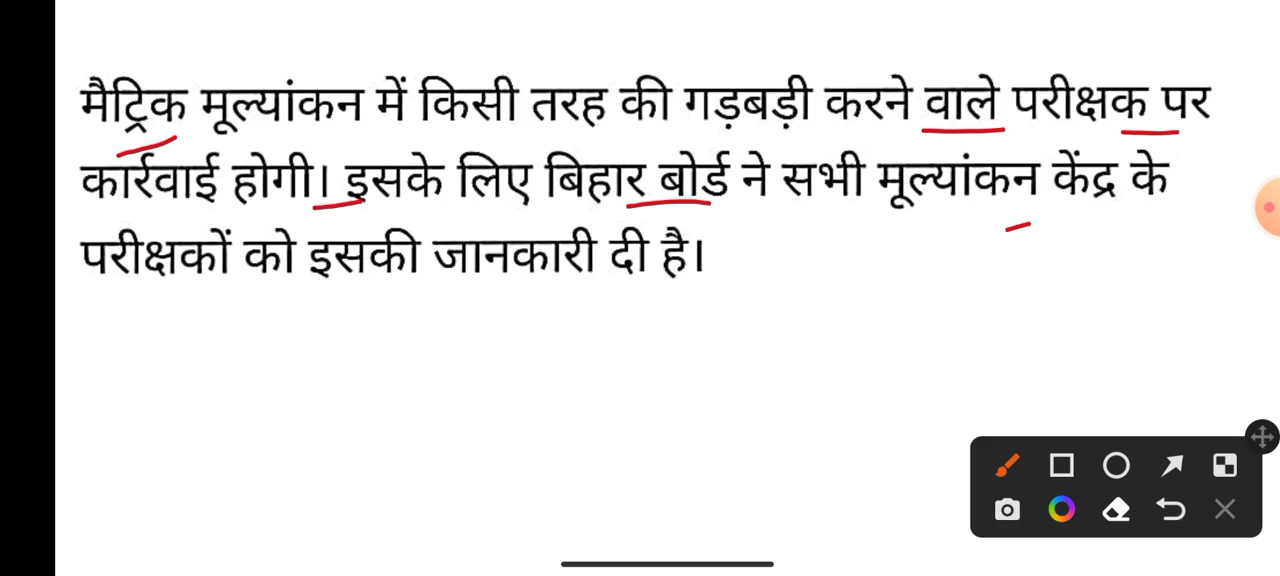 मैट्रिक मूल्यांकन में किसी तरह की गड़बड़ी करने वाले परीक्षक पर
कार्रवाई होगी। इसके लिए बिहार बोर्ड ने सभी मूल्यांकन केंद्र के
परीक्षकों को इसकी जानकारी दी है।